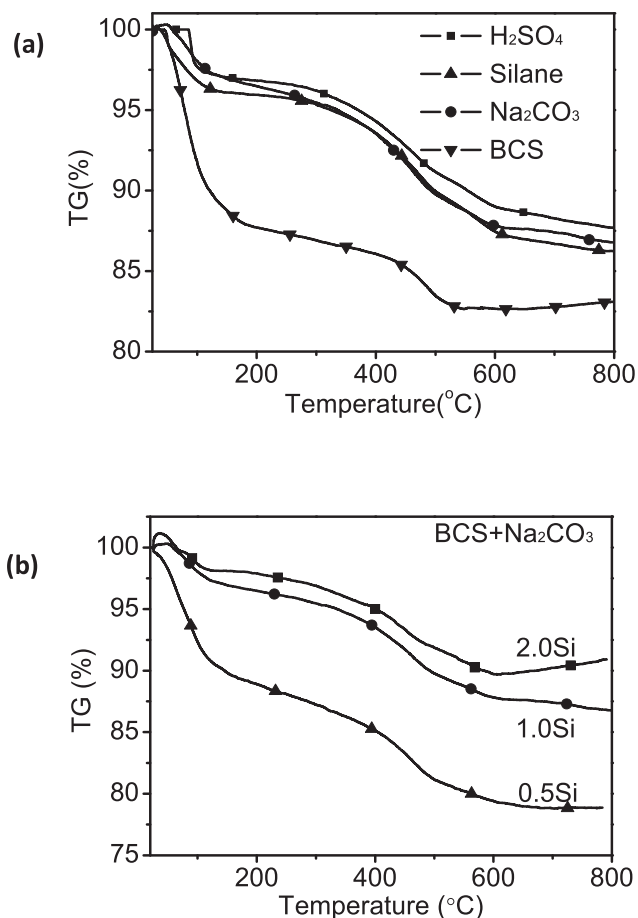 (a)
100
95
90
85
80
TG(%)
H₂SO₄
Silane
Na₂CO₃
BCS
200
400
600
800
Temperature(°C)
(b)
100
95
90
85
80
75
TG (%)
BCS+Na₂CO₃
2.0Si
1.0Si
0.5Si
200
400
600
800
Temperature (°C)